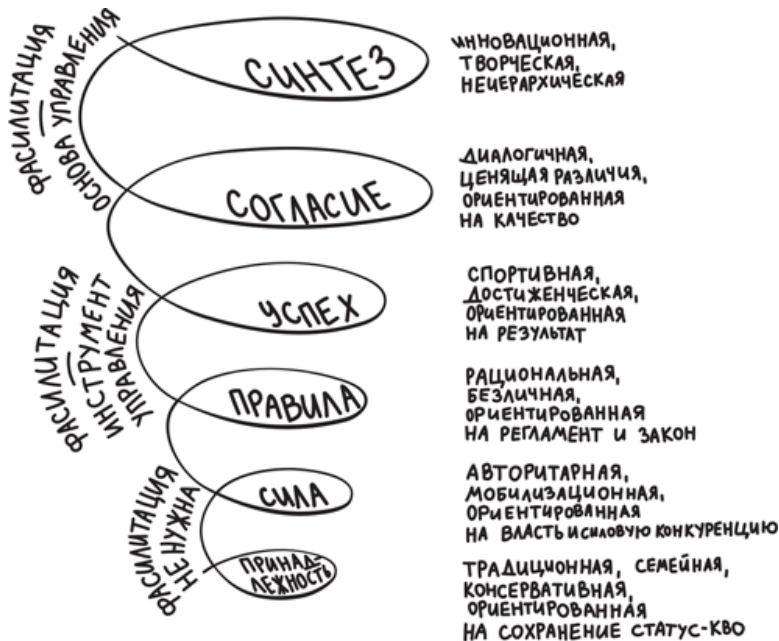 ФАСИЛИТАЦИЯ
—
ОСНОВА УПРАВЛЕНИЯ
СИНТЕЗ
ИННОВАЦИОННАЯ,
ТВОРЧЕСКАЯ,
НЕИЕРАРХИЧЕСКАЯ
СОГЛАСИЕ
ДИАЛОГИЧНАЯ,
ЦЕНЯЩАЯ РАЗЛИЧИЯ,
ОРИЕНТИРОВАННАЯ
НА КАЧЕСТВО
ФАСИЛИТАЦИЯ
—
ИНСТРУМЕНТ
УПРАВЛЕНИЯ
УСПЕХ
СПОРТИВНАЯ,
ДОСТИЖЕНЧЕСКАЯ,
ОРИЕНТИРОВАННАЯ
НА РЕЗУЛЬТАТ
ПРАВИЛА
РАЦИОНАЛЬНАЯ,
БЕЗЛИЧНАЯ,
ОРИЕНТИРОВАННАЯ
НА РЕГЛАМЕНТ И ЗАКОН
ФАСИЛИТАЦИЯ
НЕ НУЖНА
СИЛА
АВТОРИТАРНАЯ,
МОБИЛИЗАЦИОННАЯ,
ОРИЕНТИРОВАННАЯ
НА ВЛАСТЬ И СИЛОВУЮ КОНКУРЕНЦИЮ
ПРИНАД-
ЛЕЖНОСТЬ
ТРАДИЦИОННАЯ, СЕМЕЙНАЯ,
КОНСЕРВАТИВНАЯ,
ОРИЕНТИРОВАННАЯ
НА СОХРАНЕНИЕ СТАТУС-КВО